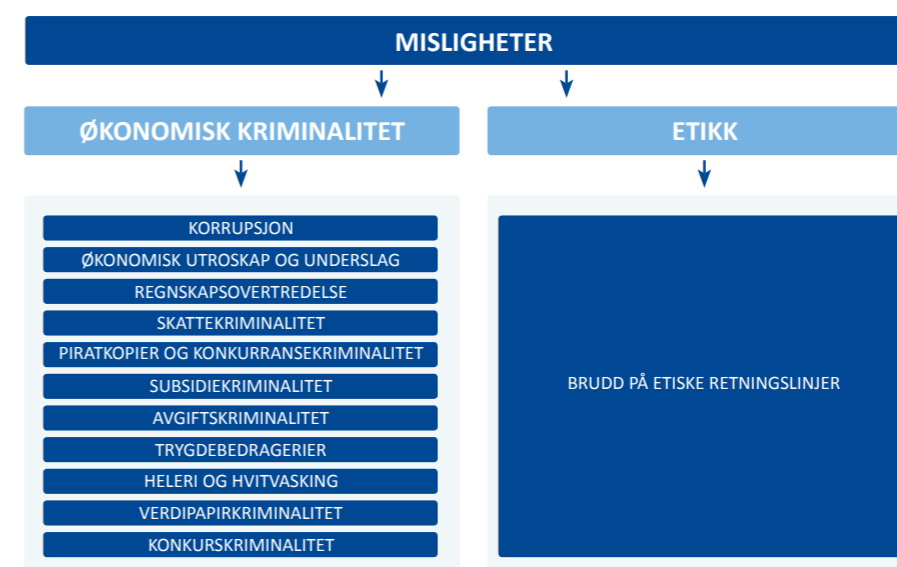 MISLIGHETER
ØKONOMISK KRIMINALITET
KORRUPSJON
ØKONOMISK UTROSKAP OG UNDERSLAG
REGNSKAPSOVERTREDELSE
SKATTEKRIMINALITET
PIRATKOPIER OG KONKURRANSEKRIMINALITET
SUBSIDIEKRIMINALITET
AVGIFTSKRIMINALITET
TRYGDEBEDRAGERIER
HELERI OG HVITVASKING
VERDIPAPIRKRIMINALITET
KONKURSKRIMINALITET
ETIKK
BRUDD PÅ ETISKE RETNINGSLINJER